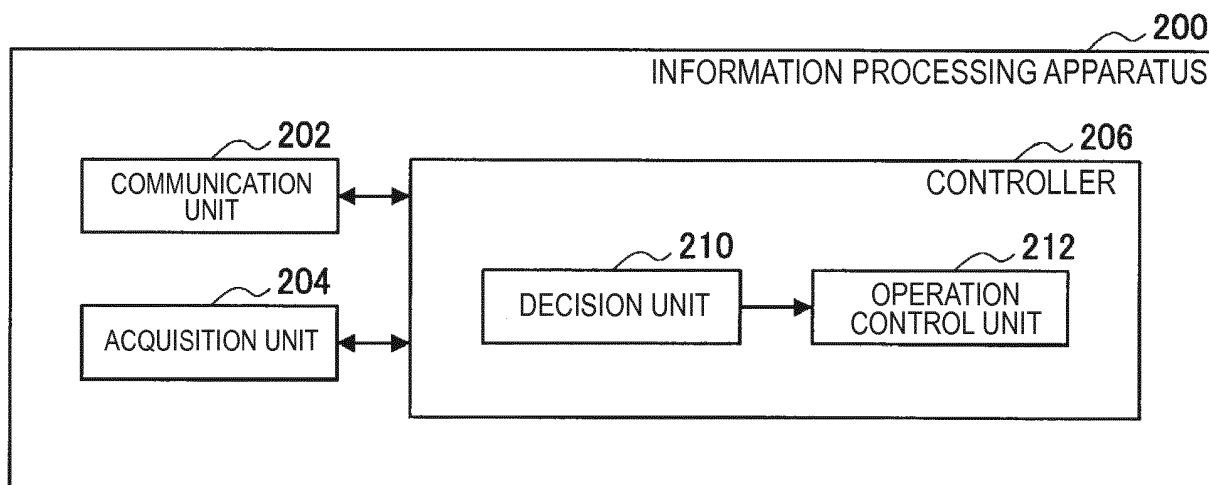 200
INFORMATION PROCESSING APPARATUS
202
COMMUNICATION
UNIT
206
CONTROLLER
204
ACQUISITION UNIT
210
DECISION UNIT
212
OPERATION
CONTROL UNIT